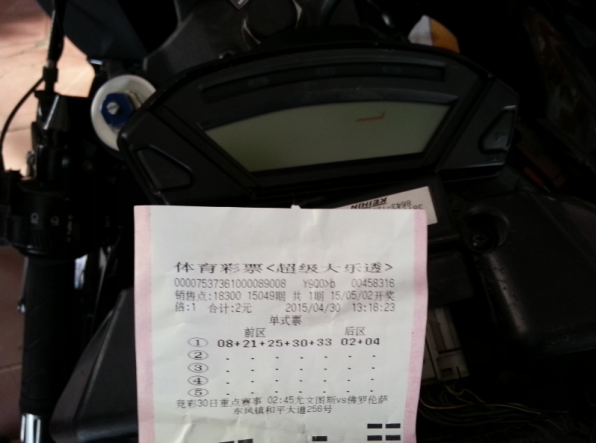 体育彩票<超级大乐透>
00007537361000089008 Y9Q0>b 00458316
销售点:18300 15049期 共 1期 15/05/02开奖
倍:1 合计:2元 2015/04/30 13:16:23
单式票
前区 后区
① 08+21+25+30+33 02+04
②
③
④
⑤
竞彩30日重点赛事 02:45尤文图斯vs佛罗伦萨
东风镇和平大道256号
KEIHIN